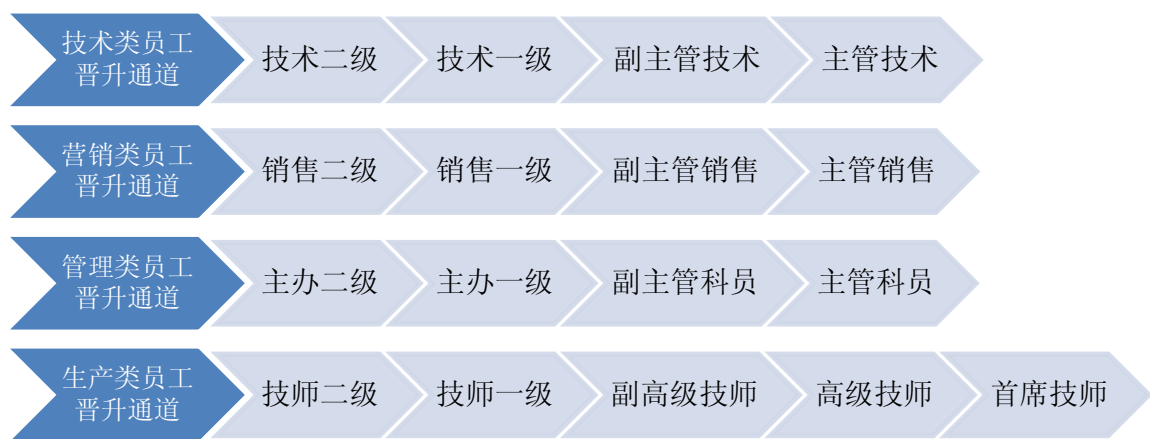 技术类员工
晋升通道
技术二级
技术一级
副主管技术
主管技术
营销类员工
晋升通道
销售二级
销售一级
副主管销售
主管销售
管理类员工
晋升通道
主办二级
主办一级
副主管科员
主管科员
生产类员工
晋升通道
技师二级
技师一级
副高级技师
高级技师
首席技师